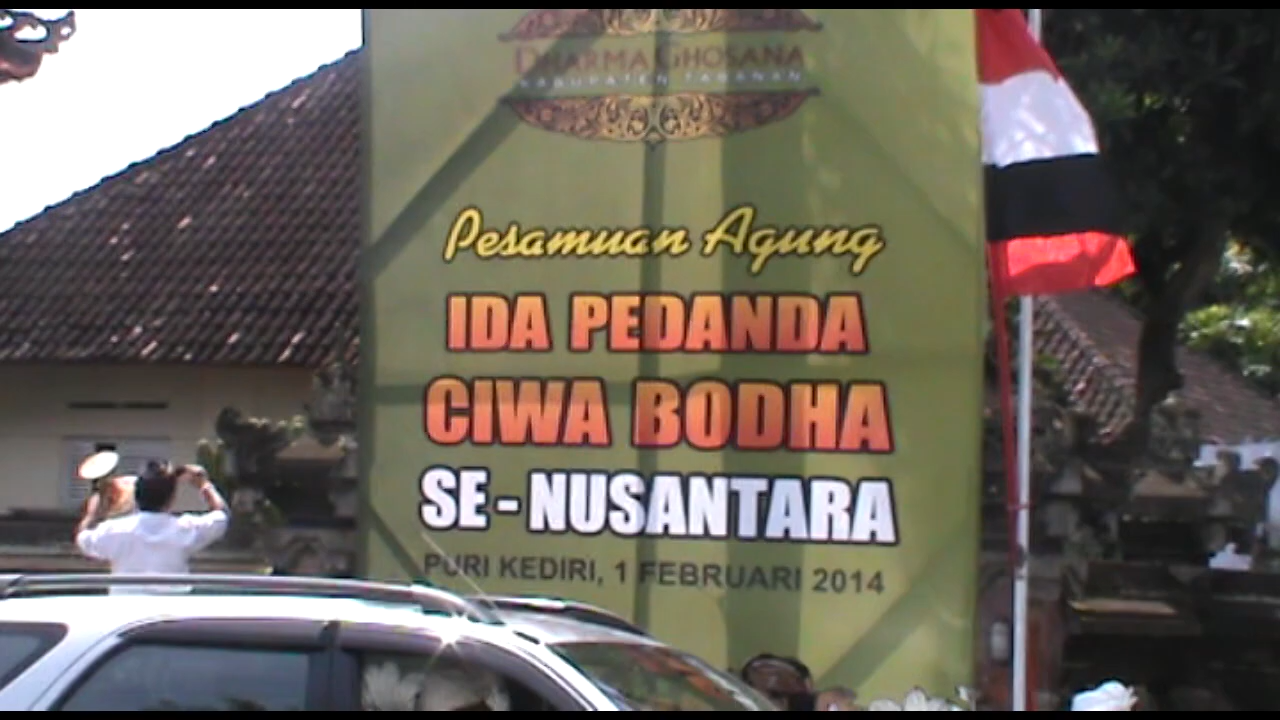 DHARMA GHOSANA
KABUPATEN TABANAN
Pesamuan Agung
IDA PEDANDA
CIWA BODHA
SE-NUSANTARA
PURI KEDIRI, 1 FEBRUARI 2014